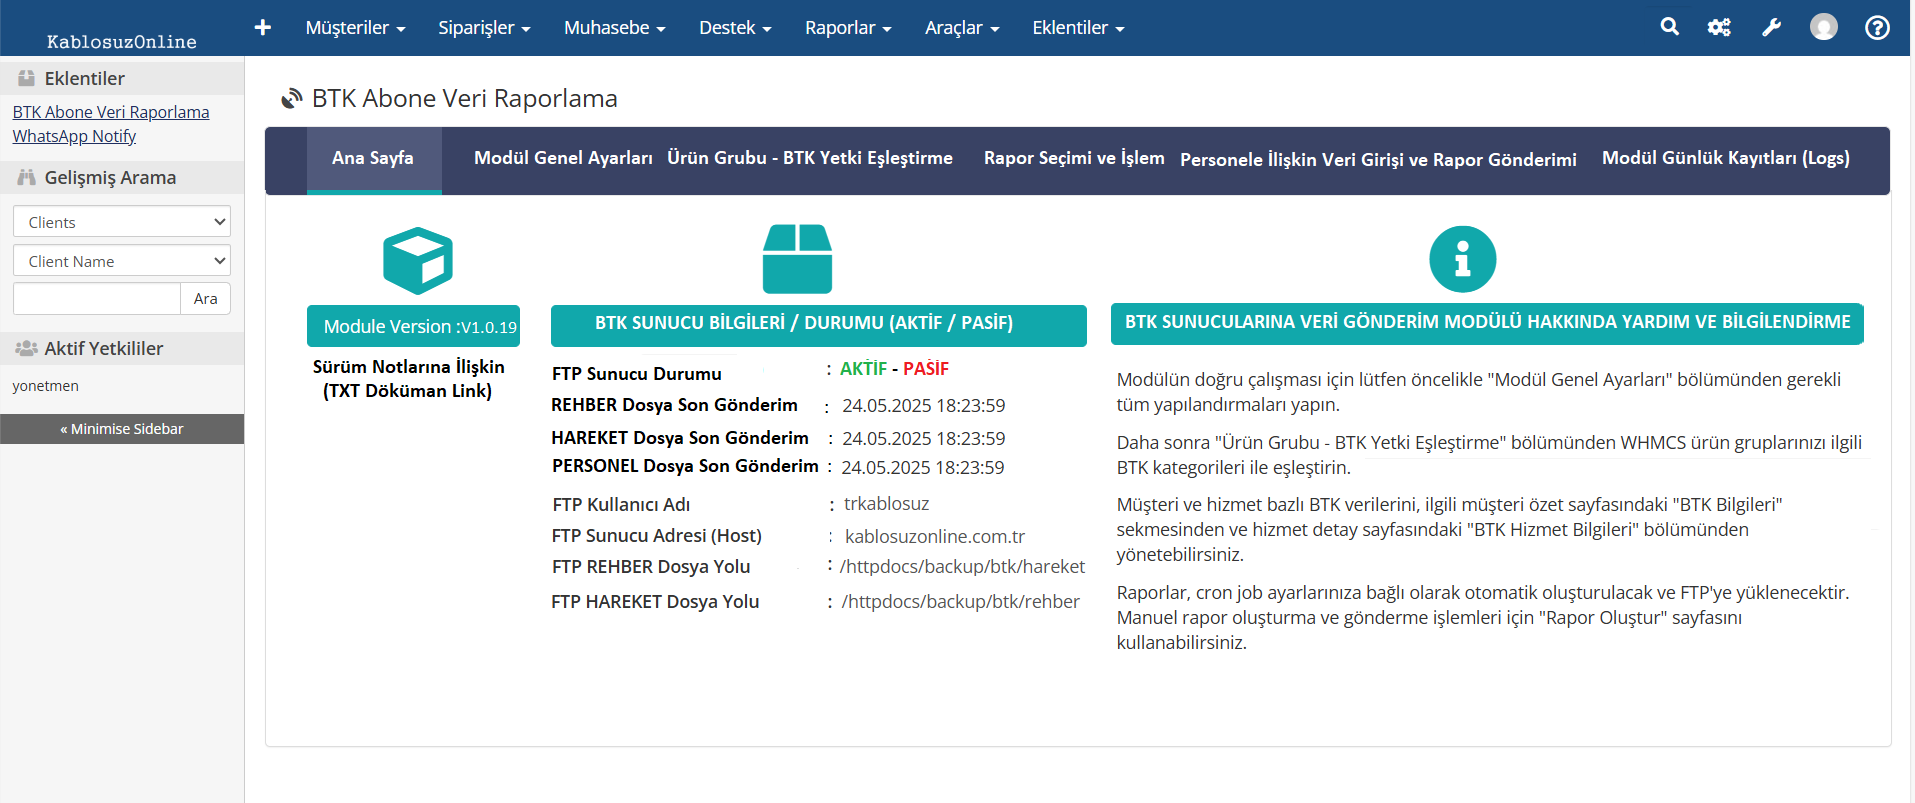 KablosuzOnline
Müşteriler
Siparişler
Muhasebe
Destek
Raporlar
Araçlar
Eklentiler
Eklentiler
BTK Abone Veri Raporlama
WhatsApp Notify
Gelişmiş Arama
Clients
Client Name
Ara
Aktif Yetkililer
yonetmen
« Minimise Sidebar
BTK Abone Veri Raporlama
Ana Sayfa
Modül Genel Ayarları
Ürün Grubu - BTK Yetki Eşleştirme
Rapor Seçimi ve İşlem
Personele İlişkin Veri Girişi ve Rapor Gönderimi
Modül Günlük Kayıtları (Logs)
Module Version :V1.0.19
Sürüm Notlarına İlişkin
(TXT Döküman Link)
BTK SUNUCU BİLGİLERİ / DURUMU (AKTİF / PASİF)
FTP Sunucu Durumu : AKTİF - PASİF
REHBER Dosya Son Gönderim : 24.05.2025 18:23:59
HAREKET Dosya Son Gönderim : 24.05.2025 18:23:59
PERSONEL Dosya Son Gönderim : 24.05.2025 18:23:59
FTP Kullanıcı Adı : trkablosuz
FTP Sunucu Adresi (Host) : kablosuzonline.com.tr
FTP REHBER Dosya Yolu : /httpdocs/backup/btk/hareket
FTP HAREKET Dosya Yolu : /httpdocs/backup/btk/rehber
BTK SUNUCULARINA VERİ GÖNDERİM MODÜLÜ HAKKINDA YARDIM VE BİLGİLENDİRME
Modülün doğru çalışması için lütfen öncelikle "Modül Genel Ayarları" bölümünden gerekli
tüm yapılandırmaları yapın.
Daha sonra "Ürün Grubu - BTK Yetki Eşleştirme" bölümünden WHMCS ürün gruplarınızı ilgili
BTK kategorileri ile eşleştirin.
Müşteri ve hizmet bazlı BTK verilerini, ilgili müşteri özet sayfasındaki "BTK Bilgileri"
sekmesinden ve hizmet detay sayfasındaki "BTK Hizmet Bilgileri" bölümünden
yönetebilirsiniz.
Raporlar, cron job ayarlarınıza bağlı olarak otomatik oluşturulacak ve FTP'ye yüklenecektir.
Manuel rapor oluşturma ve gönderme işlemleri için "Rapor Oluştur" sayfasını
kullanabilirsiniz.